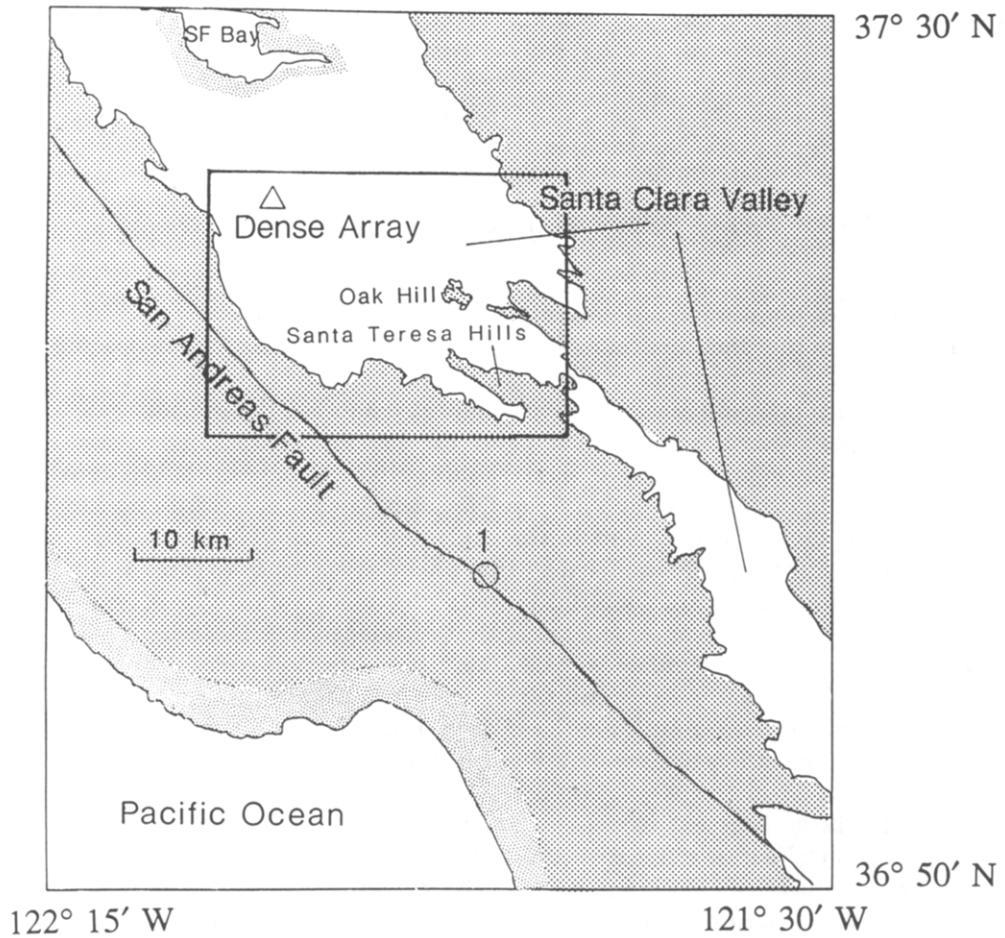 SF Bay
37° 30′ N
Santa Clara Valley
Dense Array
Oak Hill
Santa Teresa Hills
San Andreas Fault
10 km
1
Pacific Ocean
36° 50′ N
122° 15′ W
121° 30′ W